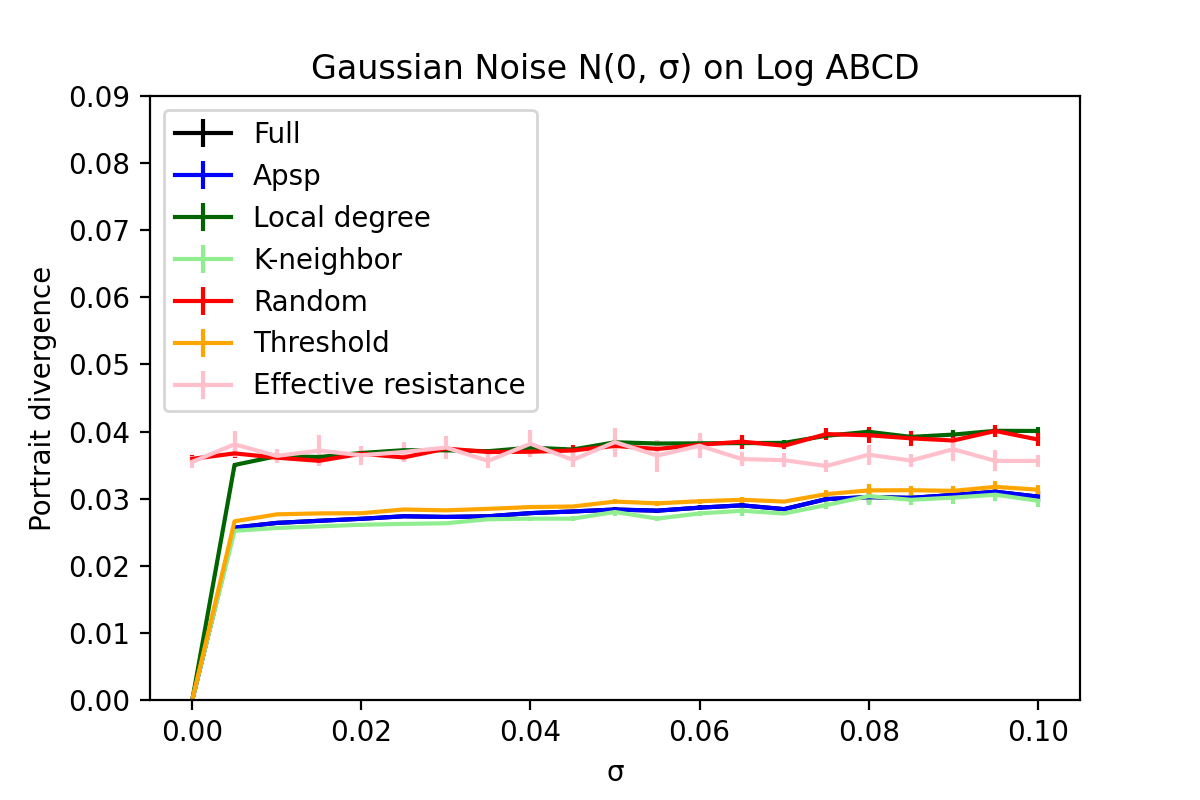 Gaussian Noise N(0, σ) on Log ABCD
0.09
0.08
0.07
0.06
0.05
0.04
0.03
0.02
0.01
0.00
Portrait divergence
Full
Apsp
Local degree
K-neighbor
Random
Threshold
Effective resistance
0.00 0.02 0.04 0.06 0.08 0.10
σ